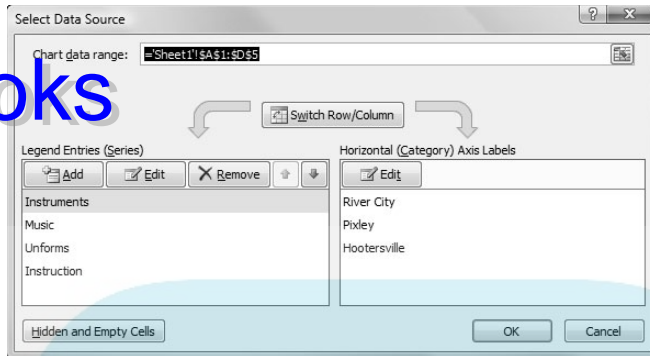 Select Data Source
Chart data range: ='Sheet1'!$A$1:$D$5
oks
Switch Row/Column
Legend Entries (Series)
Add Edit Remove
Instruments
Music
Unforms
Instruction
Horizontal (Category) Axis Labels
Edit
River City
Pixley
Hootersville
Hidden and Empty Cells
OK Cancel